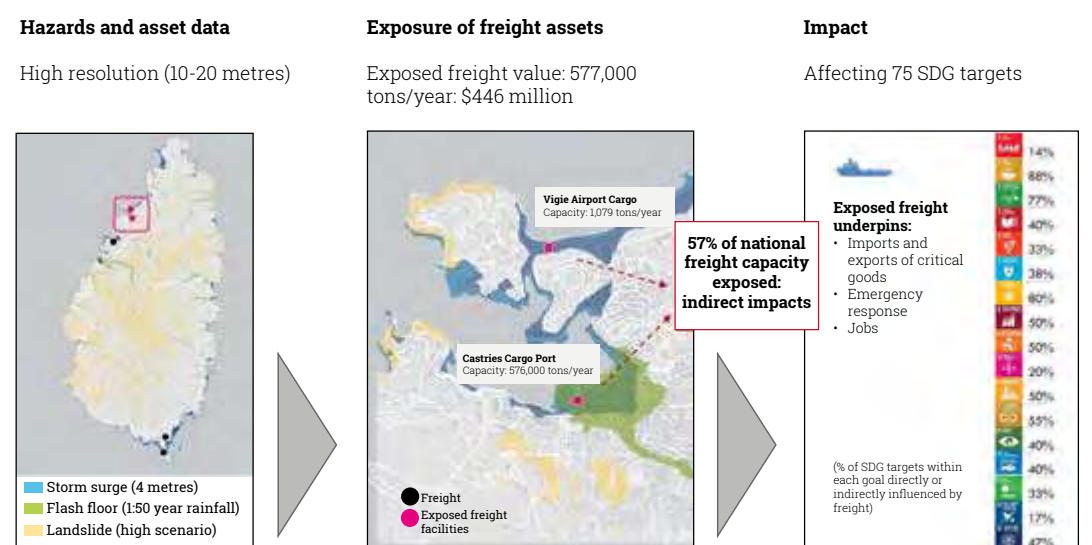 Hazards and asset data
High resolution (10-20 metres)
Storm surge (4 metres)
Flash floor (1:50 year rainfall)
Landslide (high scenario)
Exposure of freight assets
Exposed freight value: 577,000
tons/year: $446 million
Vigie Airport Cargo
Capacity: 1,079 tons/year
57% of national
freight capacity
exposed:
indirect impacts
Castries Cargo Port
Capacity: 576,000 tons/year
Freight
Exposed freight
facilities
Impact
Affecting 75 SDG targets
Exposed freight
underpins:
• Imports and
exports of critical
goods
• Emergency
response
• Jobs
(% of SDG targets within
each goal directly or
indirectly influenced by
freight)
14%
88%
77%
40%
33%
38%
60%
50%
50%
20%
50%
55%
40%
40%
33%
17%
47%